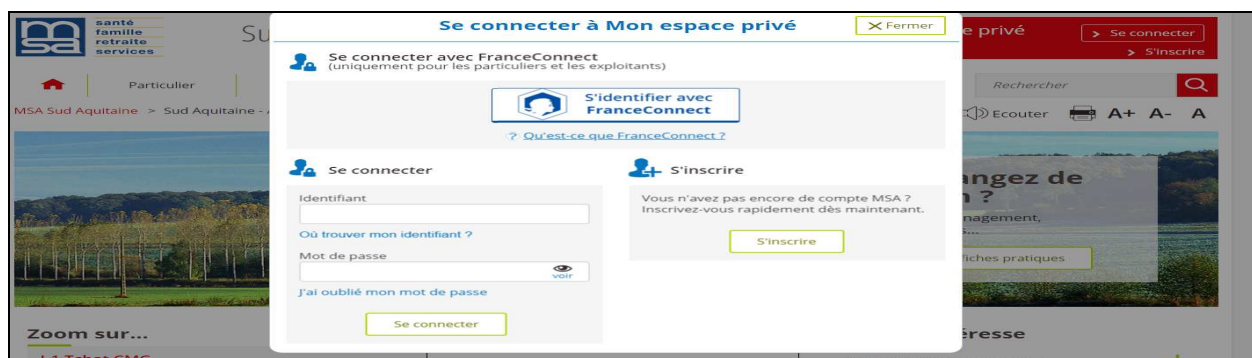 santé
famille
retraite
services
Su
Se connecter à Mon espace privé
Fermer
e privé
> Se connecter
> S'inscrire
Particulier
Rechercher
MSA Sud Aquitaine > Sud Aquitaine -
Ecouter A+ A- A
Se connecter avec FranceConnect
(uniquement pour les particuliers et les exploitants)
S'identifier avec
FranceConnect
? Qu'est-ce que FranceConnect ?
Se connecter
Identifiant
Où trouver mon identifiant ?
Mot de passe
voir
J'ai oublié mon mot de passe
Se connecter
S'inscrire
Vous n'avez pas encore de compte MSA ?
Inscrivez-vous rapidement dès maintenant.
S'inscrire
angez de
?
nagement,
iches pratiques
Zoom sur...
éresse